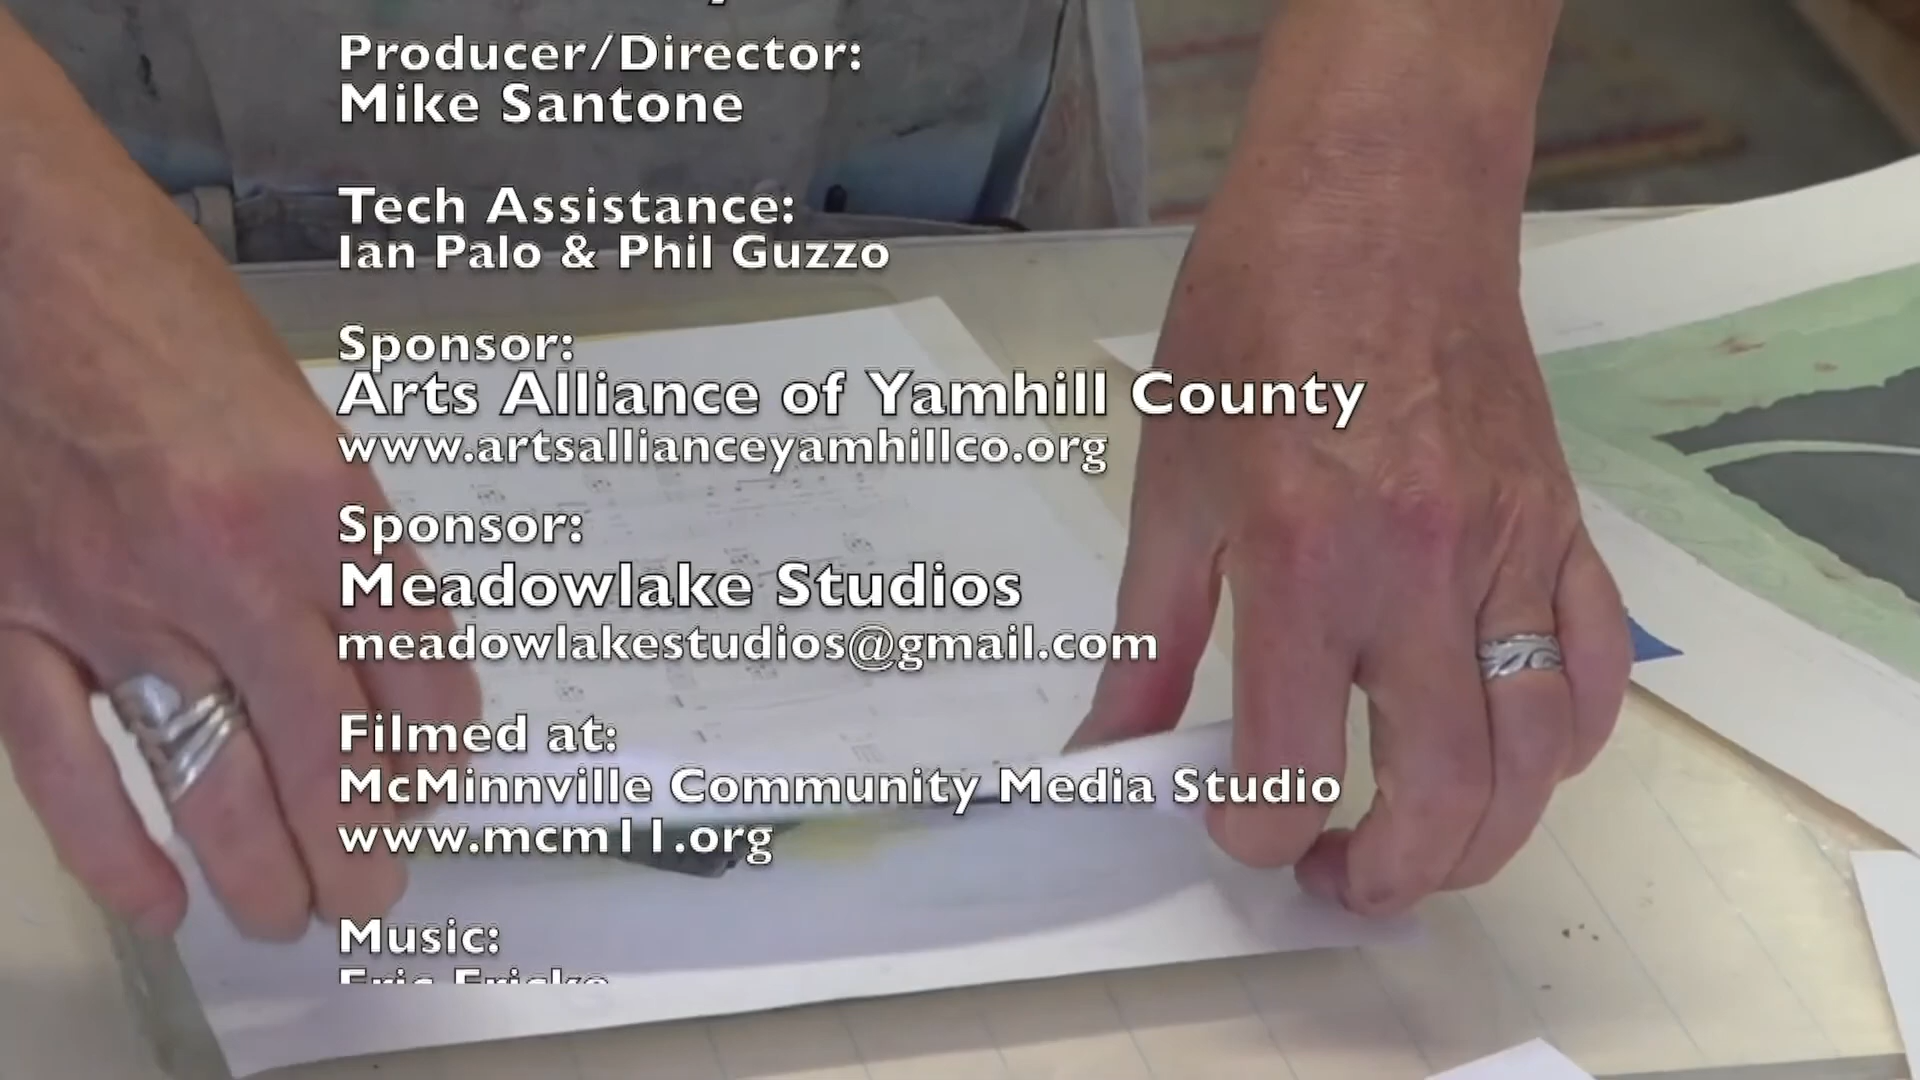 Producer/Director:
Mike Santone
Tech Assistance:
Ian Palo & Phil Guzzo
Sponsor:
Arts Alliance of Yamhill County
www.artsallianceyamhillco.org
Sponsor:
Meadowlake Studios
meadowlakestudios@gmail.com
Filmed at:
McMinnville Community Media Studio
www.mcm11.org
Music: